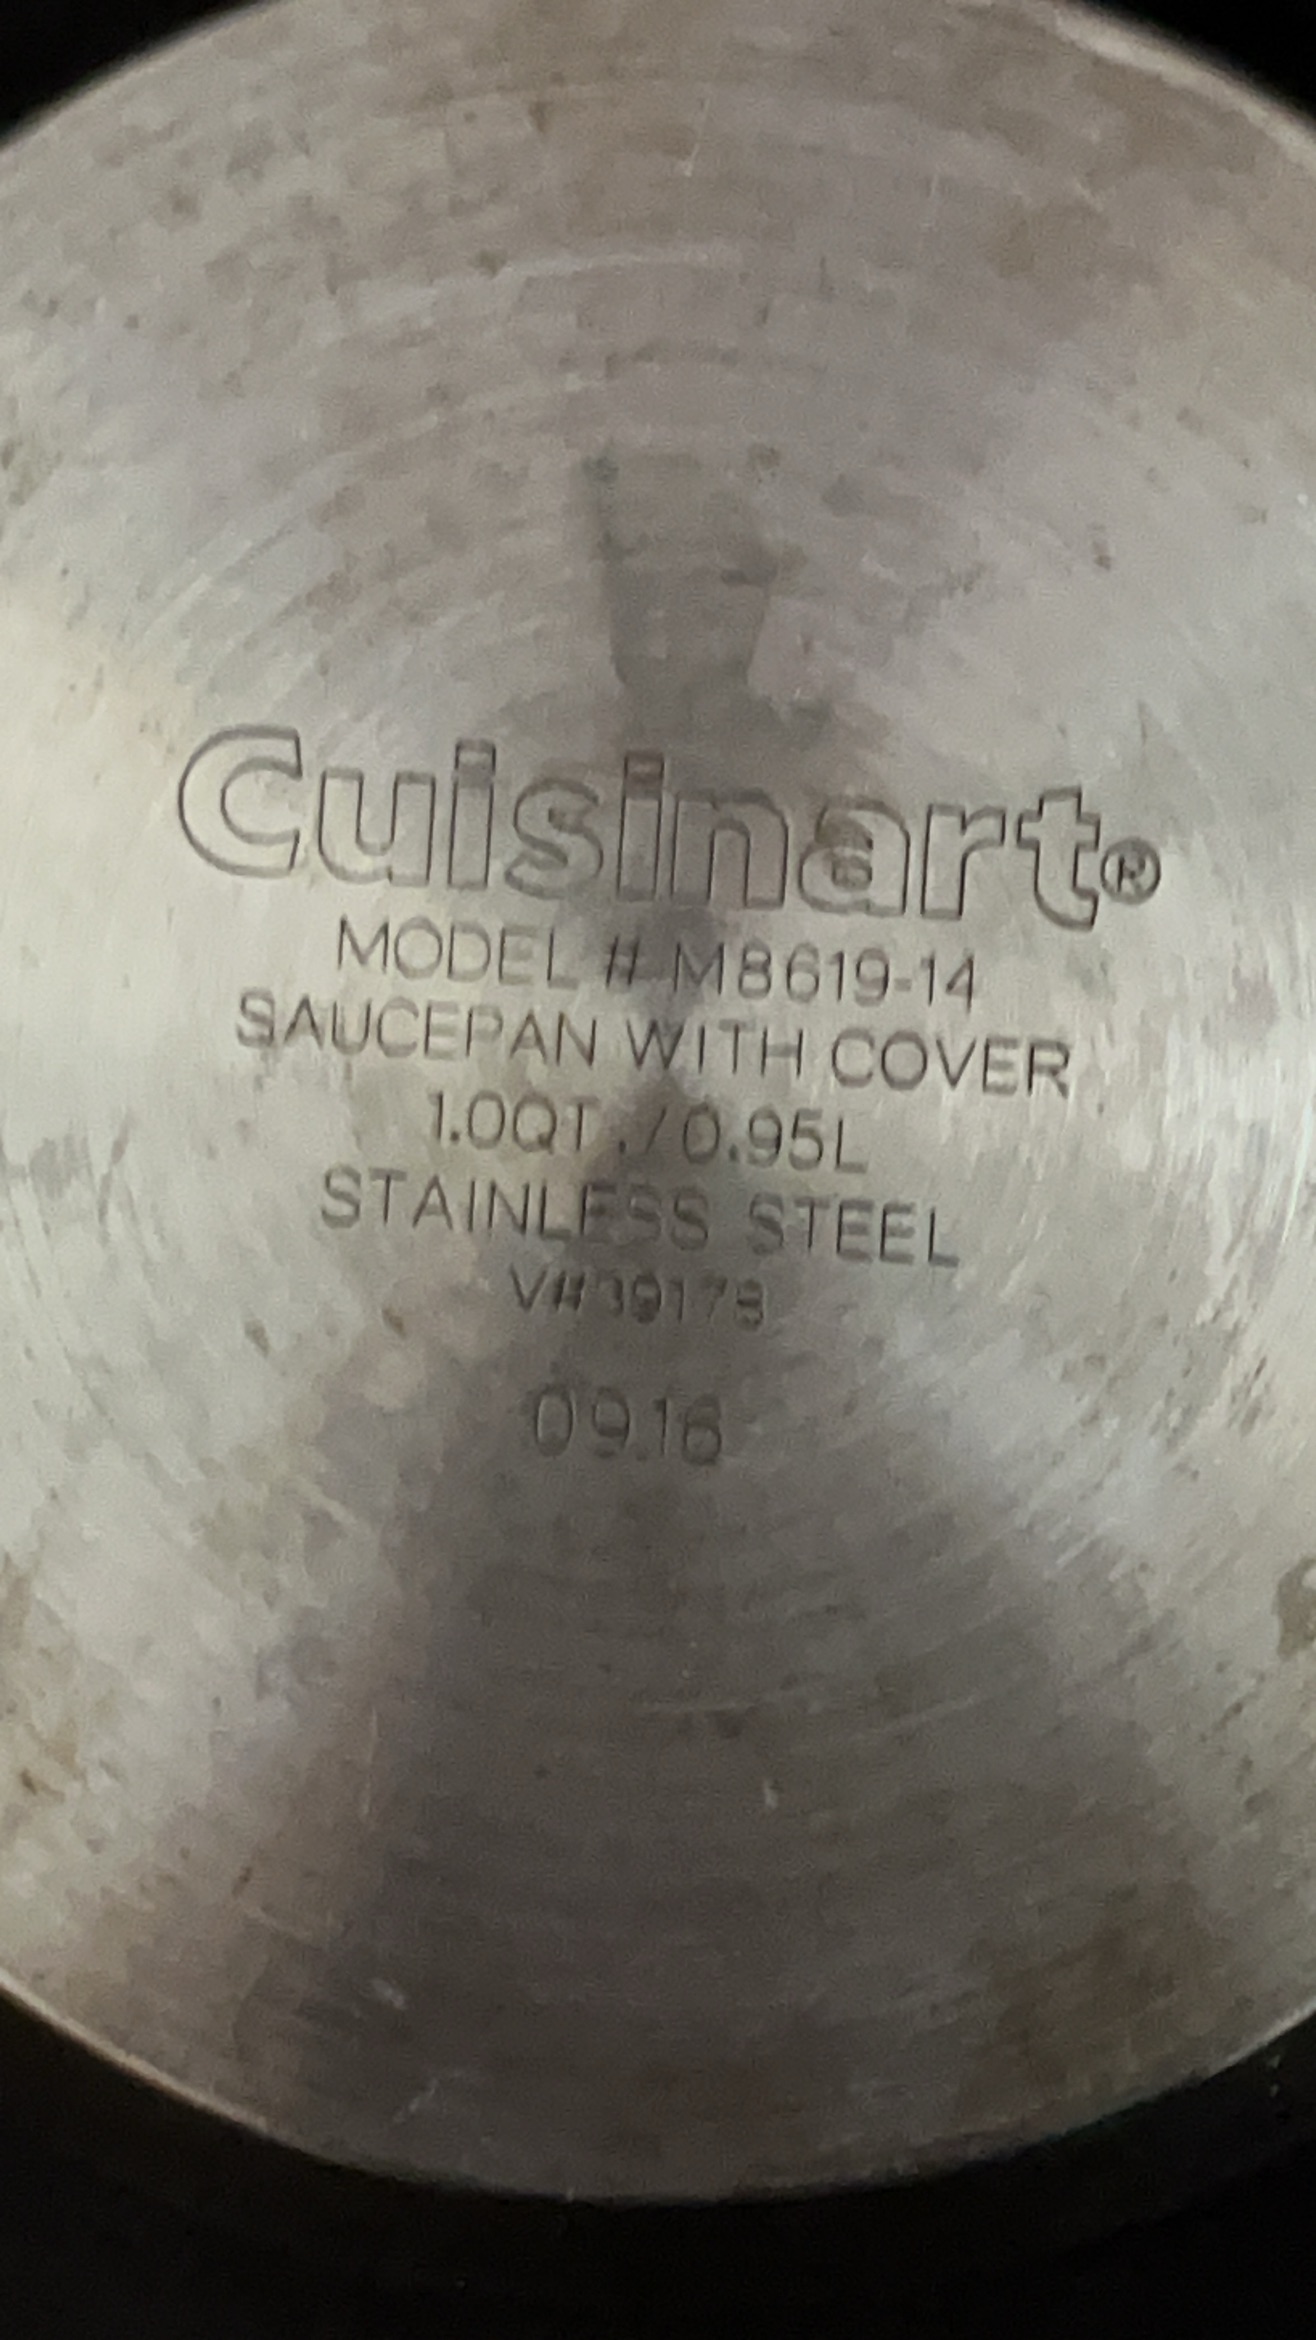 Cuisinart®
MODEL # M8619-14
SAUCEPAN WITH COVER
1.0QT./0.95L
STAINLESS STEEL
V#39178
09.16